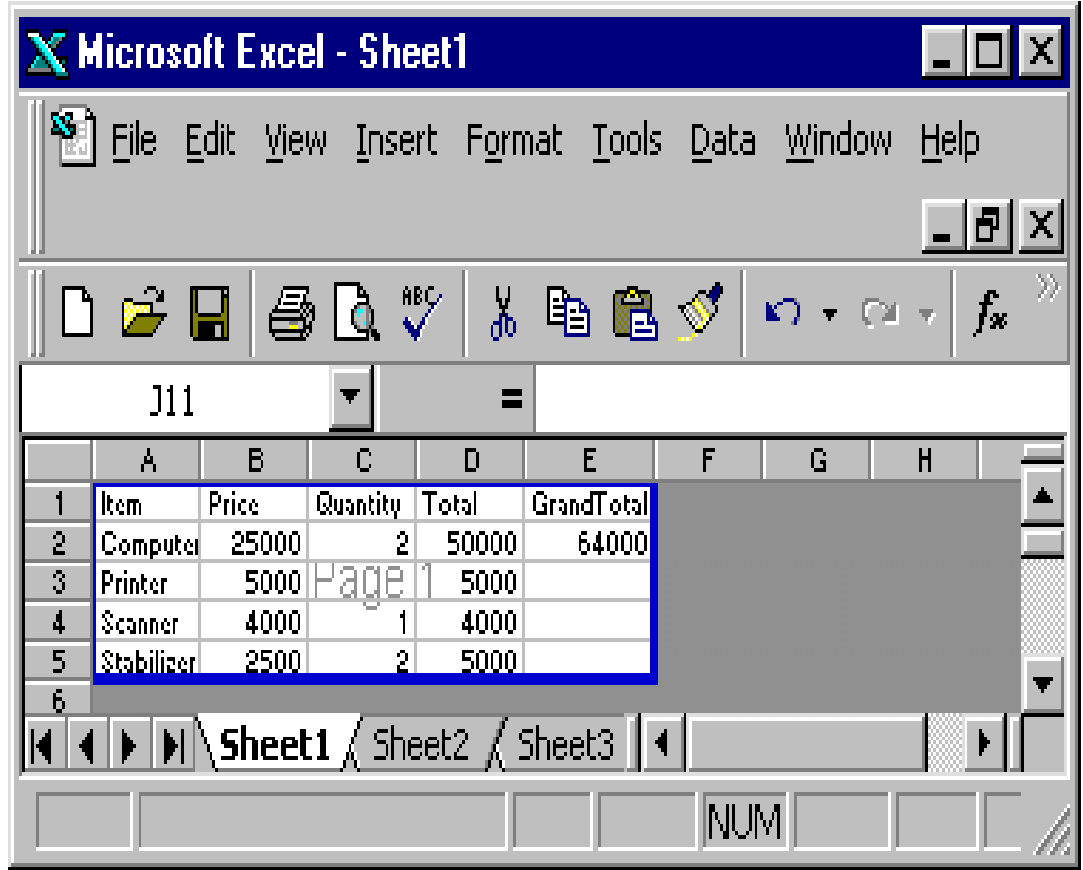 Microsoft Excel - Sheet1
File Edit View Insert Format Tools Data Window Help
ABC
fx
J11 =
A B C D E F G H
1 Item Price Quantity Total GrandTotal
2 Computer 25000 2 50000 64000
3 Printer 5000 Page 1 5000
4 Scanner 4000 1 4000
5 Stabilizer 2500 2 5000
6
Sheet1 Sheet2 Sheet3
NUM